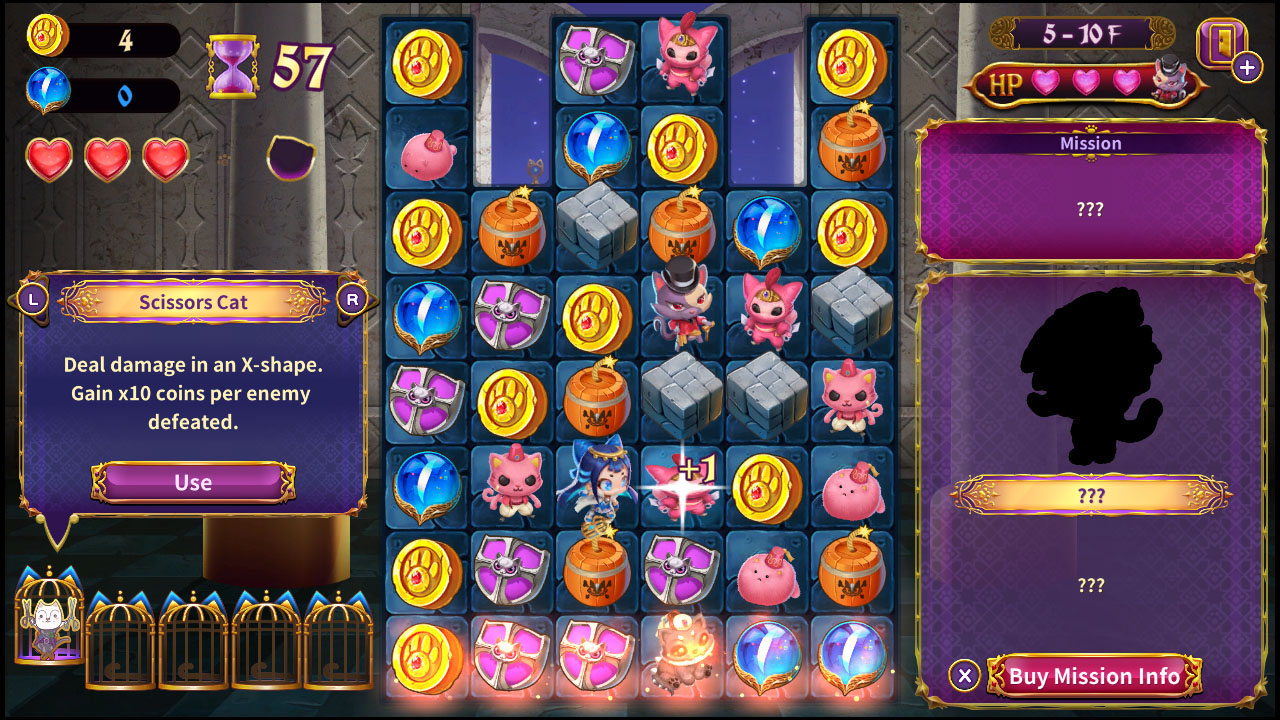 4
0
57
5-10F
HP
+
Mission
???
L
Scissors Cat
R
Deal damage in an X-shape.
Gain x10 coins per enemy
defeated.
Use
+1
???
???
X
Buy Mission Info